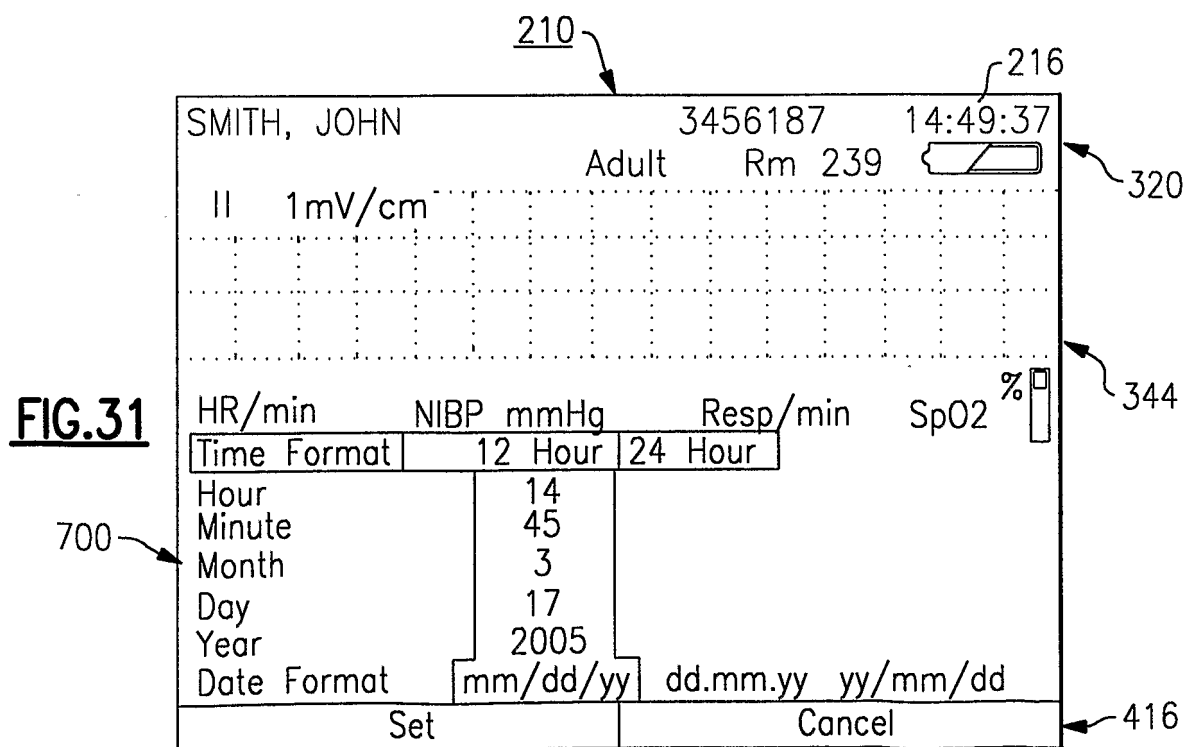 210
216
SMITH, JOHN 3456187 14:49:37
Adult Rm 239
320
II 1mV/cm
344
%
FIG.31
HR/min NIBP mmHg Resp/min SpO2
Time Format 12 Hour 24 Hour
Hour 14
Minute 45
700
Month 3
Day 17
Year 2005
Date Format mm/dd/yy dd.mm.yy yy/mm/dd
Set Cancel
416